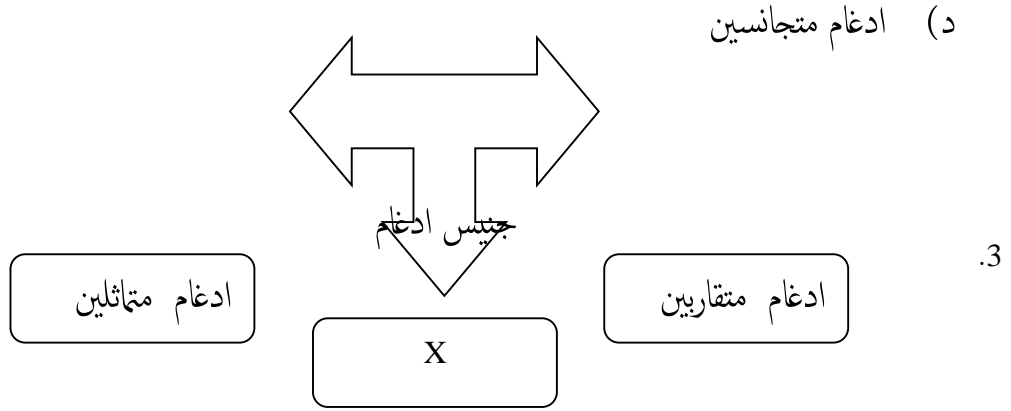 د) ادغام متجانسين
جنيس ادغام
3.
ادغام متقاربين
ادغام متماثلين
X